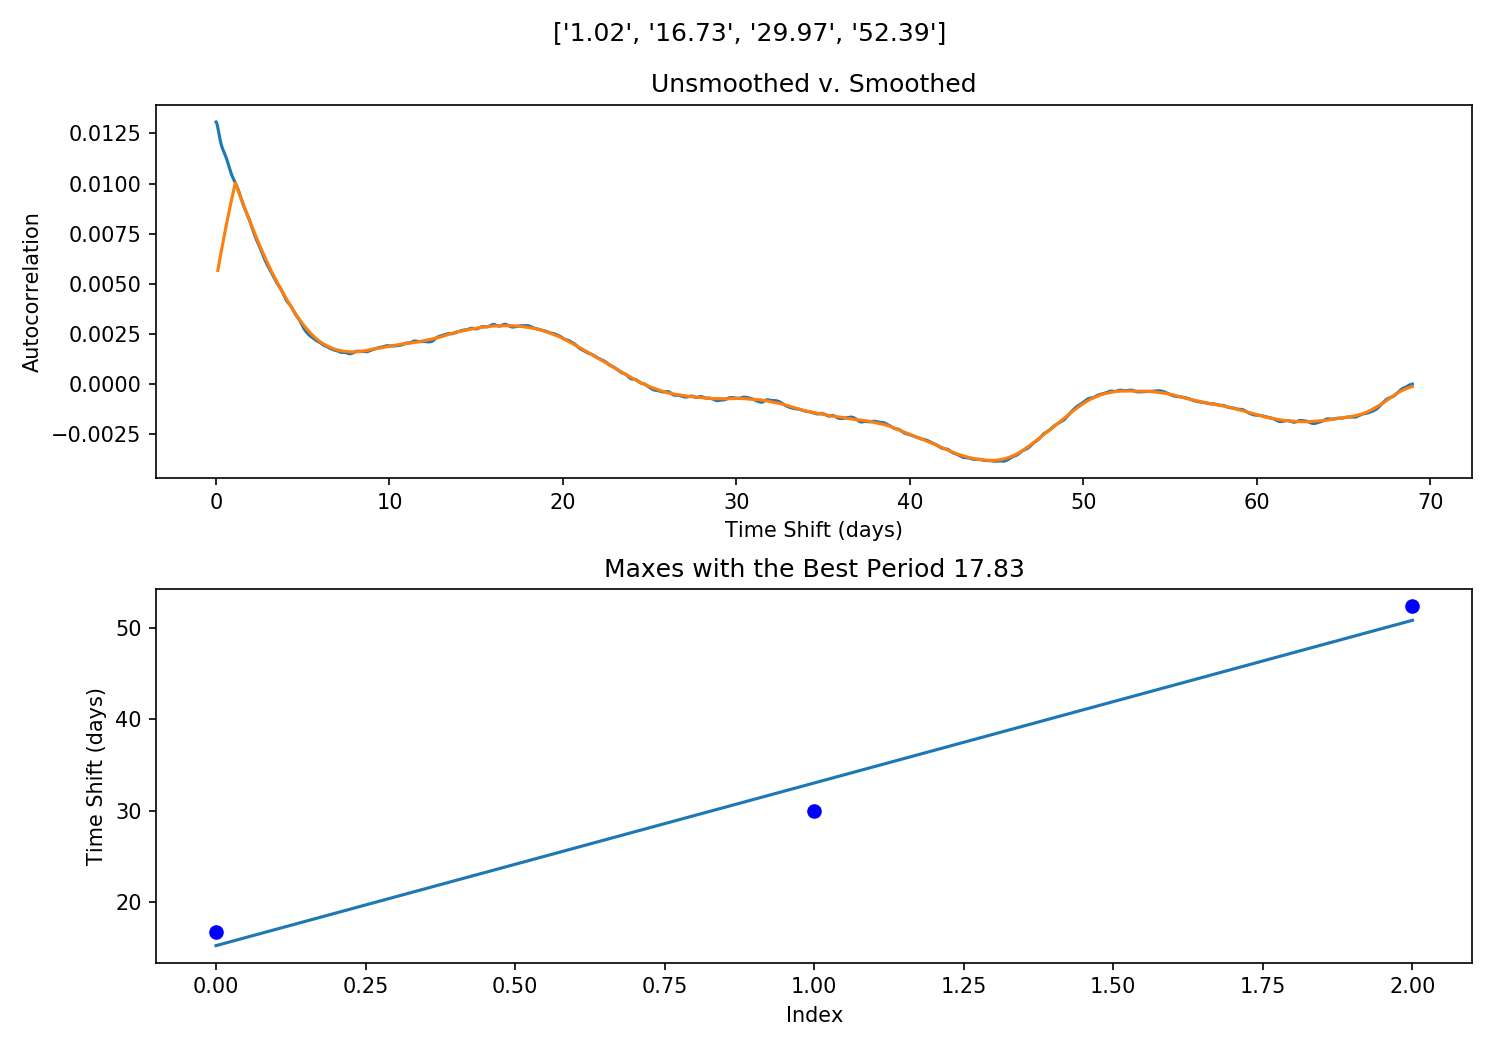 ['1.02', '16.73', '29.97', '52.39']
Unsmoothed v. Smoothed
Autocorrelation
0.0125
0.0100
0.0075
0.0050
0.0025
0.0000
−0.0025
0 10 20 30 40 50 60 70
Time Shift (days)
Maxes with the Best Period 17.83
Time Shift (days)
50
40
30
20
0.00 0.25 0.50 0.75 1.00 1.25 1.50 1.75 2.00
Index